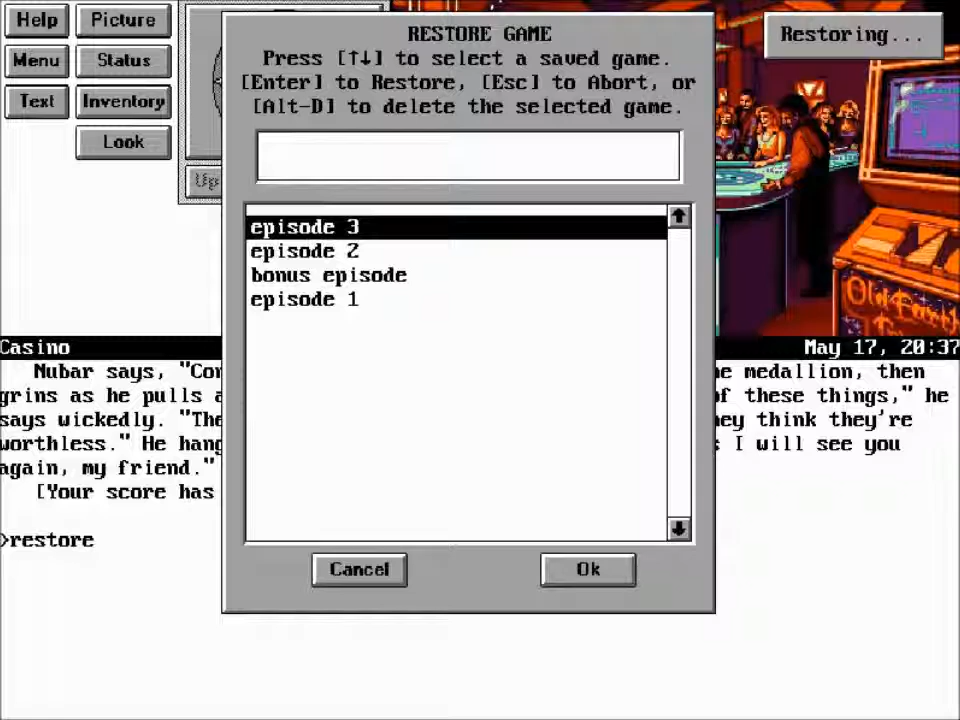 Help
Picture
Menu
Status
Text
Inventory
Look
Up
Restoring...
RESTORE GAME
Press [↑↓] to select a saved game.
[Enter] to Restore, [Esc] to Abort, or
[Alt-D] to delete the selected game.
episode 3
episode 2
bonus episode
episode 1
Cancel
Ok
Casino
May 17, 20:37
Nubar says, "Con
e medallion, then
grins as he pulls a
of these things," he
says wickedly. "The
ey think they're
worthless." He hang
I will see you
again, my friend."
[Your score has
>restore